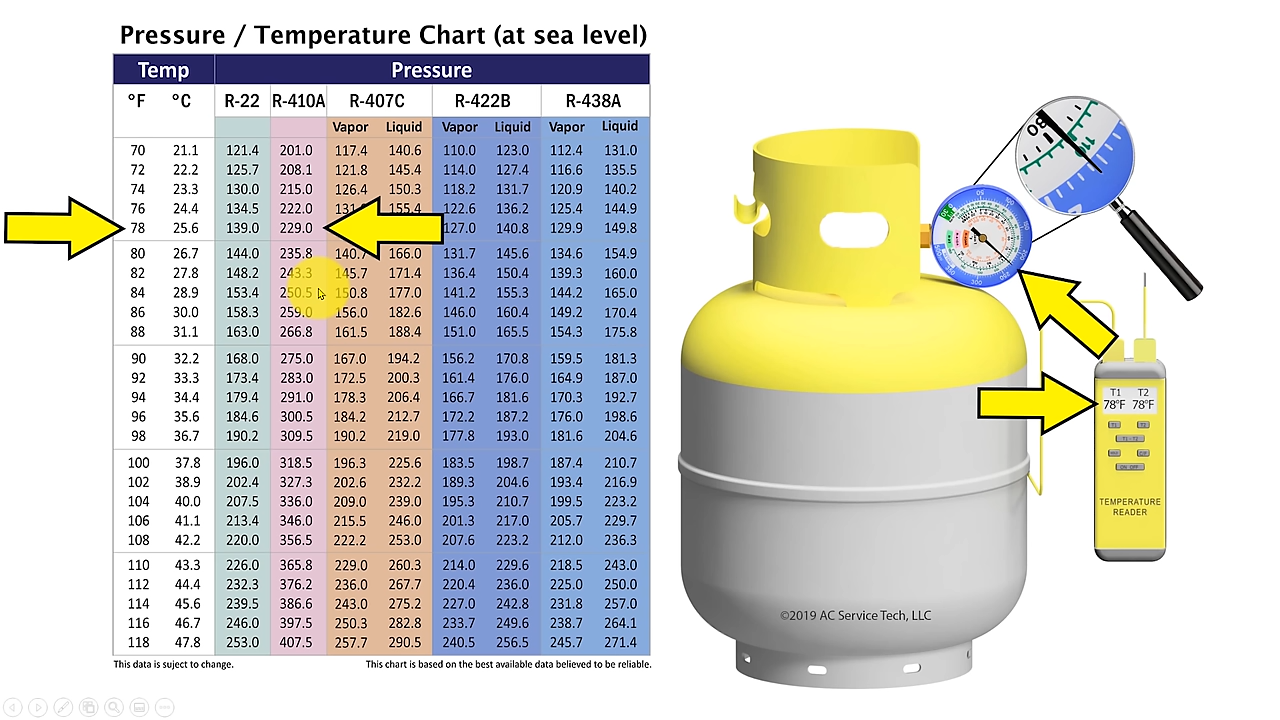 Pressure / Temperature Chart (at sea level)
Temp Pressure
°F °C R-22 R-410A R-407C R-422B R-438A
Vapor Liquid Vapor Liquid Vapor Liquid
70 21.1 121.4 201.0 117.4 140.6 110.0 123.0 112.4 131.0
72 22.2 125.7 208.1 121.8 145.4 114.0 127.4 116.6 135.5
74 23.3 130.0 215.0 126.4 150.3 118.2 131.7 120.9 140.2
76 24.4 134.5 222.0 155.4 122.6 136.2 125.4 144.9
78 25.6 139.0 229.0 127.0 140.8 129.9 149.8
80 26.7 144.0 235.8 140.7 166.0 131.7 145.6 134.6 154.9
82 27.8 148.2 243.3 145.7 171.4 136.4 150.4 139.3 160.0
84 28.9 153.4 250.5 150.8 177.0 141.2 155.3 144.2 165.0
86 30.0 158.3 259.0 156.0 182.6 146.0 160.4 149.2 170.4
88 31.1 163.0 266.8 161.5 188.4 151.0 165.5 154.3 175.8
90 32.2 168.0 275.0 167.0 194.2 156.2 170.8 159.5 181.3
92 33.3 173.4 283.0 172.5 200.3 161.4 176.0 164.9 187.0
94 34.4 179.4 291.0 178.3 206.4 166.7 181.6 170.3 192.7
96 35.6 184.6 300.5 184.2 212.7 172.2 187.2 176.0 198.6
98 36.7 190.2 309.5 190.2 219.0 177.8 193.0 181.6 204.6
100 37.8 196.0 318.5 196.3 225.6 183.5 198.7 187.4 210.7
102 38.9 202.4 327.3 202.6 232.2 189.3 204.6 193.4 216.9
104 40.0 207.5 336.0 209.0 239.0 195.3 210.7 199.5 223.2
106 41.1 213.4 346.0 215.5 246.0 201.3 217.0 205.7 229.7
108 42.2 220.0 356.5 222.2 253.0 207.6 223.2 212.0 236.3
110 43.3 226.0 365.8 229.0 260.3 214.0 229.6 218.5 243.0
112 44.4 232.3 376.2 236.0 267.7 220.4 236.0 225.0 250.0
114 45.6 239.5 386.6 243.0 275.2 227.0 242.8 231.8 257.0
116 46.7 246.0 397.5 250.3 282.8 233.7 249.6 238.7 264.1
118 47.8 253.0 407.5 257.7 290.5 240.5 256.5 245.7 271.4
This data is suject to change. This chart is based on the best available data believed to be reliable.
80
110
T1 T2
78°F 78°F
T1 T2
T1 - T2
ON OFF
TEMPERATURE
READER
©2019 AC Service Tech, LLC